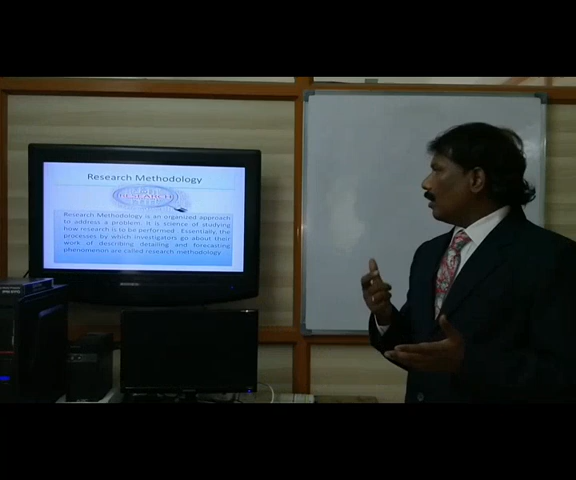 Research Methodology
RESEARCH
Research Methodology is an organized approach
to address a problem. It is science of studying
how research is to be performed. Essentially, the
processes by which investigators go about their
work of describing detailing and forecasting
phenomenon are called research methodology